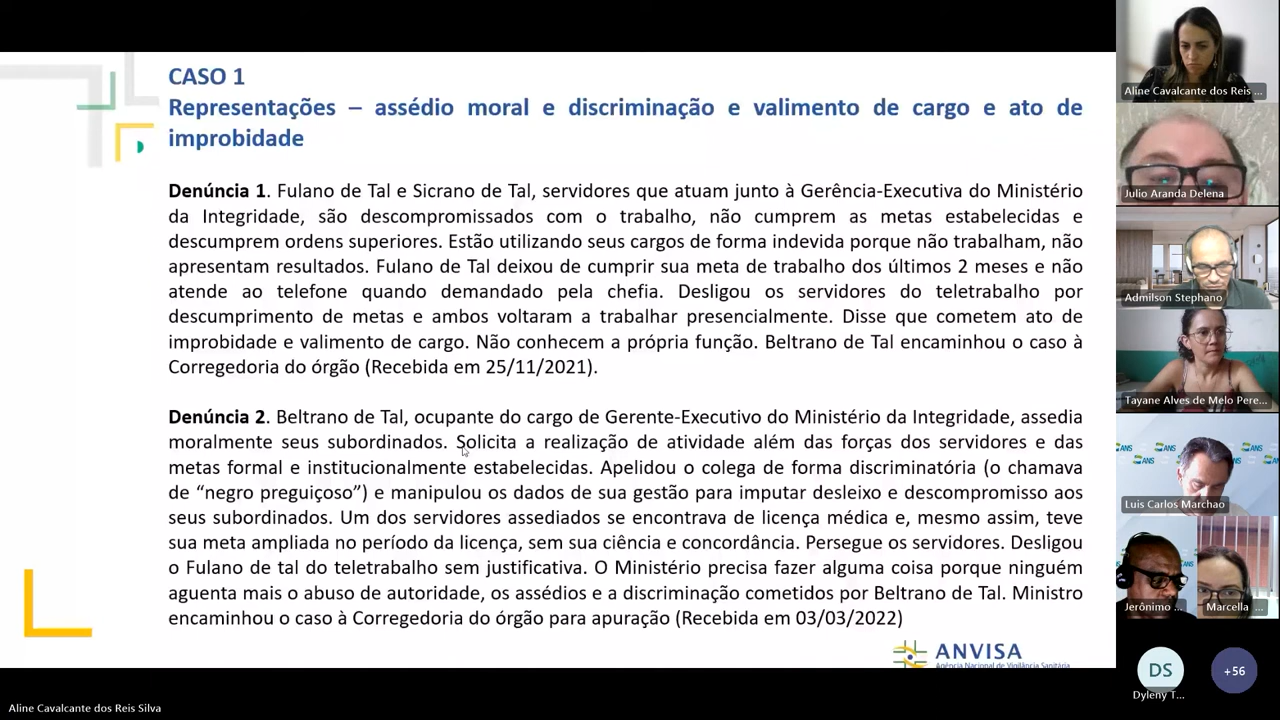 CASO 1
Representações – assédio moral e discriminação e valimento de cargo e ato de
improbidade
Denúncia 1. Fulano de Tal e Sicrano de Tal, servidores que atuam junto à Gerência-Executiva do Ministério
da Integridade, são descompromissados com o trabalho, não cumprem as metas estabelecidas e
descumprem ordens superiores. Estão utilizando seus cargos de forma indevida porque não trabalham, não
apresentam resultados. Fulano de Tal deixou de cumprir sua meta de trabalho dos últimos 2 meses e não
atende ao telefone quando demandado pela chefia. Desligou os servidores do teletrabalho por
descumprimento de metas e ambos voltaram a trabalhar presencialmente. Disse que cometem ato de
improbidade e valimento de cargo. Não conhecem a própria função. Beltrano de Tal encaminhou o caso à
Corregedoria do órgão (Recebida em 25/11/2021).
Denúncia 2. Beltrano de Tal, ocupante do cargo de Gerente-Executivo do Ministério da Integridade, assedia
moralmente seus subordinados. Solicita a realização de atividade além das forças dos servidores e das
metas formal e institucionalmente estabelecidas. Apelidou o colega de forma discriminatória (o chamava
de “negro preguiçoso”) e manipulou os dados de sua gestão para imputar desleixo e descompromisso aos
seus subordinados. Um dos servidores assediados se encontrava de licença médica e, mesmo assim, teve
sua meta ampliada no período da licença, sem sua ciência e concordância. Persegue os servidores. Desligou
o Fulano de tal do teletrabalho sem justificativa. O Ministério precisa fazer alguma coisa porque ninguém
aguenta mais o abuso de autoridade, os assédios e a discriminação cometidos por Beltrano de Tal. Ministro
encaminhou o caso à Corregedoria do órgão para apuração (Recebida em 03/03/2022)
ANVISA
Agência Nacional de Vigilância Sanitária
Aline Cavalcante dos Reis ...
Julio Aranda Delena
Admilson Stephano
Tayane Alves de Melo Pere...
ANS
ANS
Luis Carlos Marchao
Jerônimo ...
Marcella ...
DS
Dyleny T...
+56
Aline Cavalcante dos Reis Silva